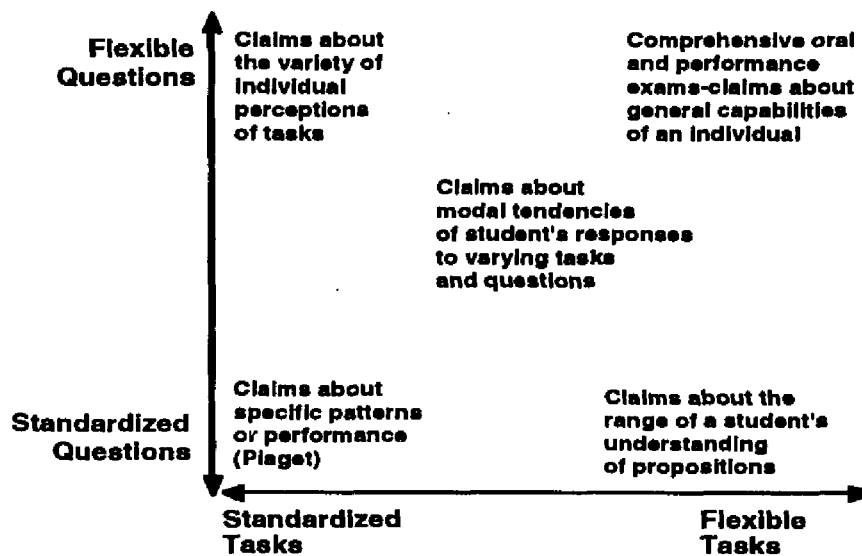 Flexible
Questions
Claims about
the variety of
individual
perceptions
of tasks
Comprehensive oral
and performance
exams-claims about
general capabilities
of an individual
Claims about
modal tendencies
of student's responses
to varying tasks
and questions
Standardized
Questions
Claims about
specific patterns
or performance
(Piaget)
Claims about the
range of a student's
understanding
of propositions
Standardized
Tasks
Flexible
Tasks